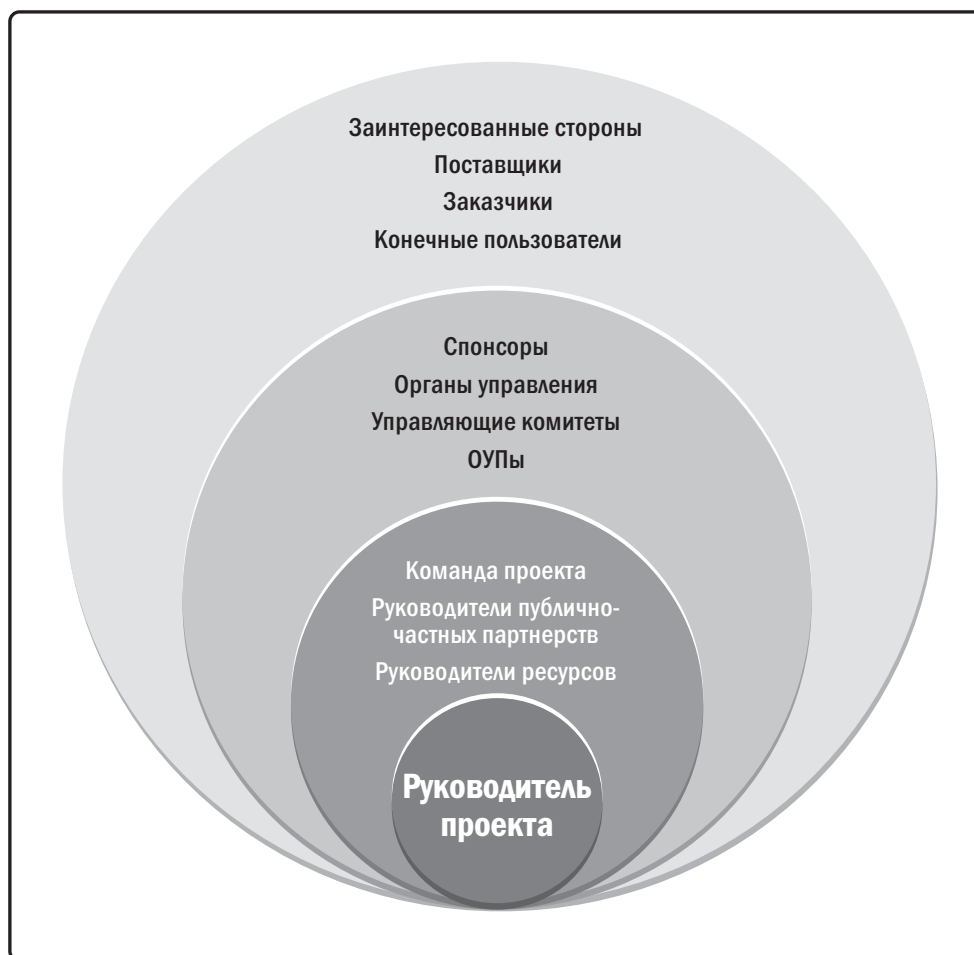 Заинтересованные стороны
Поставщики
Заказчики
Конечные пользователи
Спонсоры
Органы управления
Управляющие комитеты
ОУПы
Команда проекта
Руководители публично-
частных партнерств
Руководители ресурсов
Руководитель
проекта